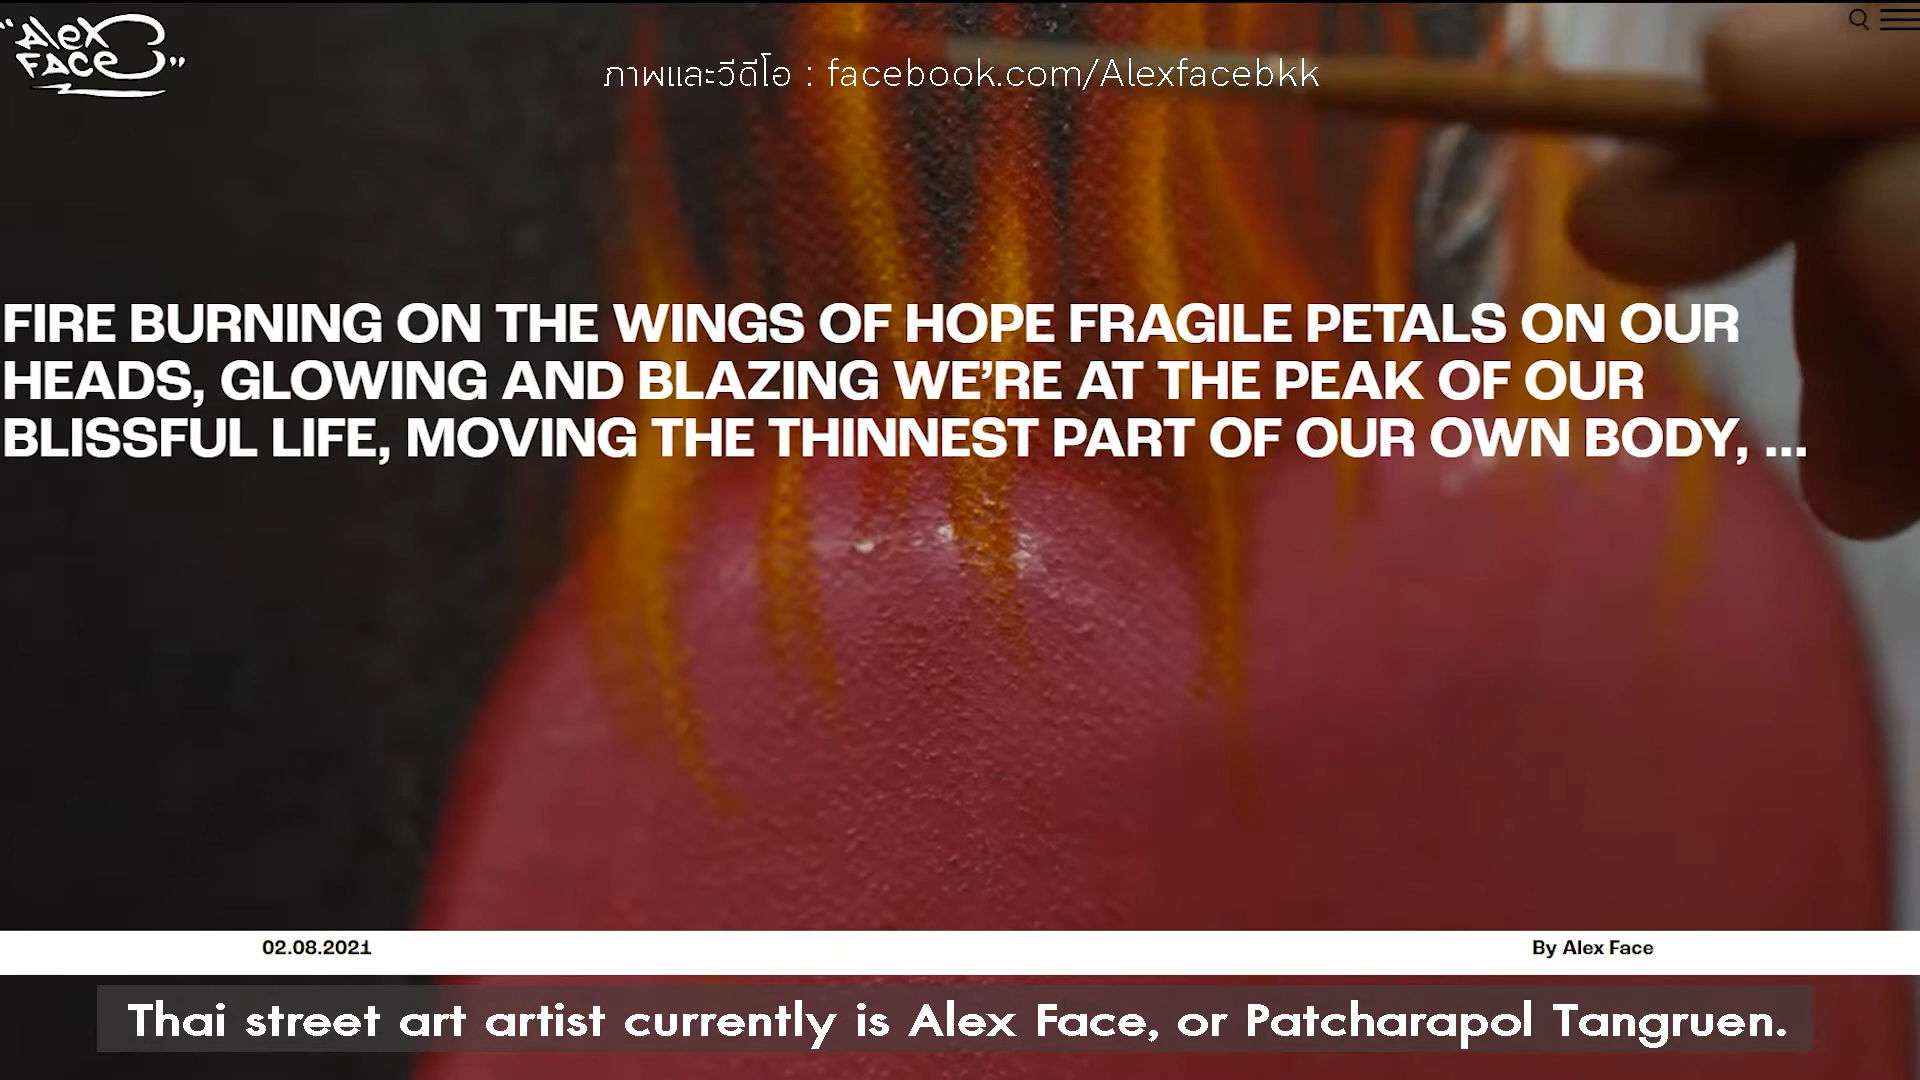 "Alex
Face"
ภาพและวีดีโอ : facebook.com/Alexfacebkk
FIRE BURNING ON THE WINGS OF HOPE FRAGILE PETALS ON OUR
HEADS, GLOWING AND BLAZING WE'RE AT THE PEAK OF OUR
BLISSFUL LIFE, MOVING THE THINNEST PART OF OUR OWN BODY, ...
02.08.2021
By Alex Face
Thai street art artist currently is Alex Face, or Patcharapol Tangruen.